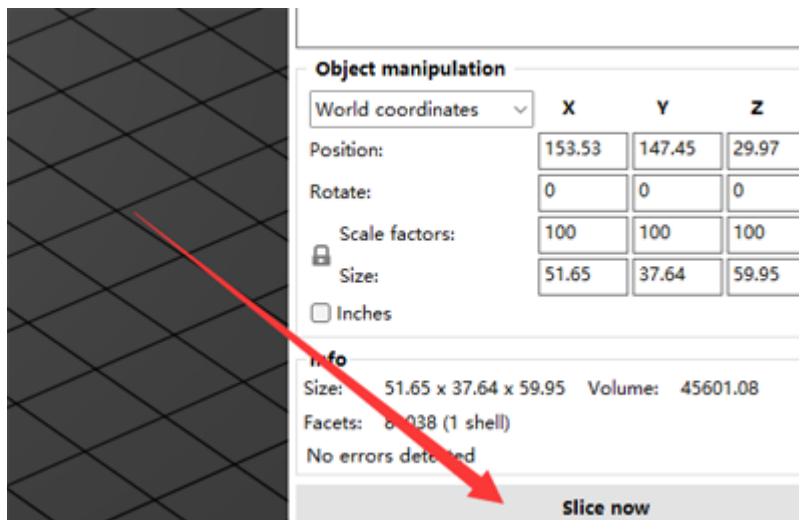 Object manipulation
World coordinates X Y Z
Position: 153.53 147.45 29.97
Rotate: 0 0 0
Scale factors: 100 100 100
Size: 51.65 37.64 59.95
Inches
Info
Size: 51.65 x 37.64 x 59.95 Volume: 45601.08
Facets: (1 shell)
No errors detected
Slice now